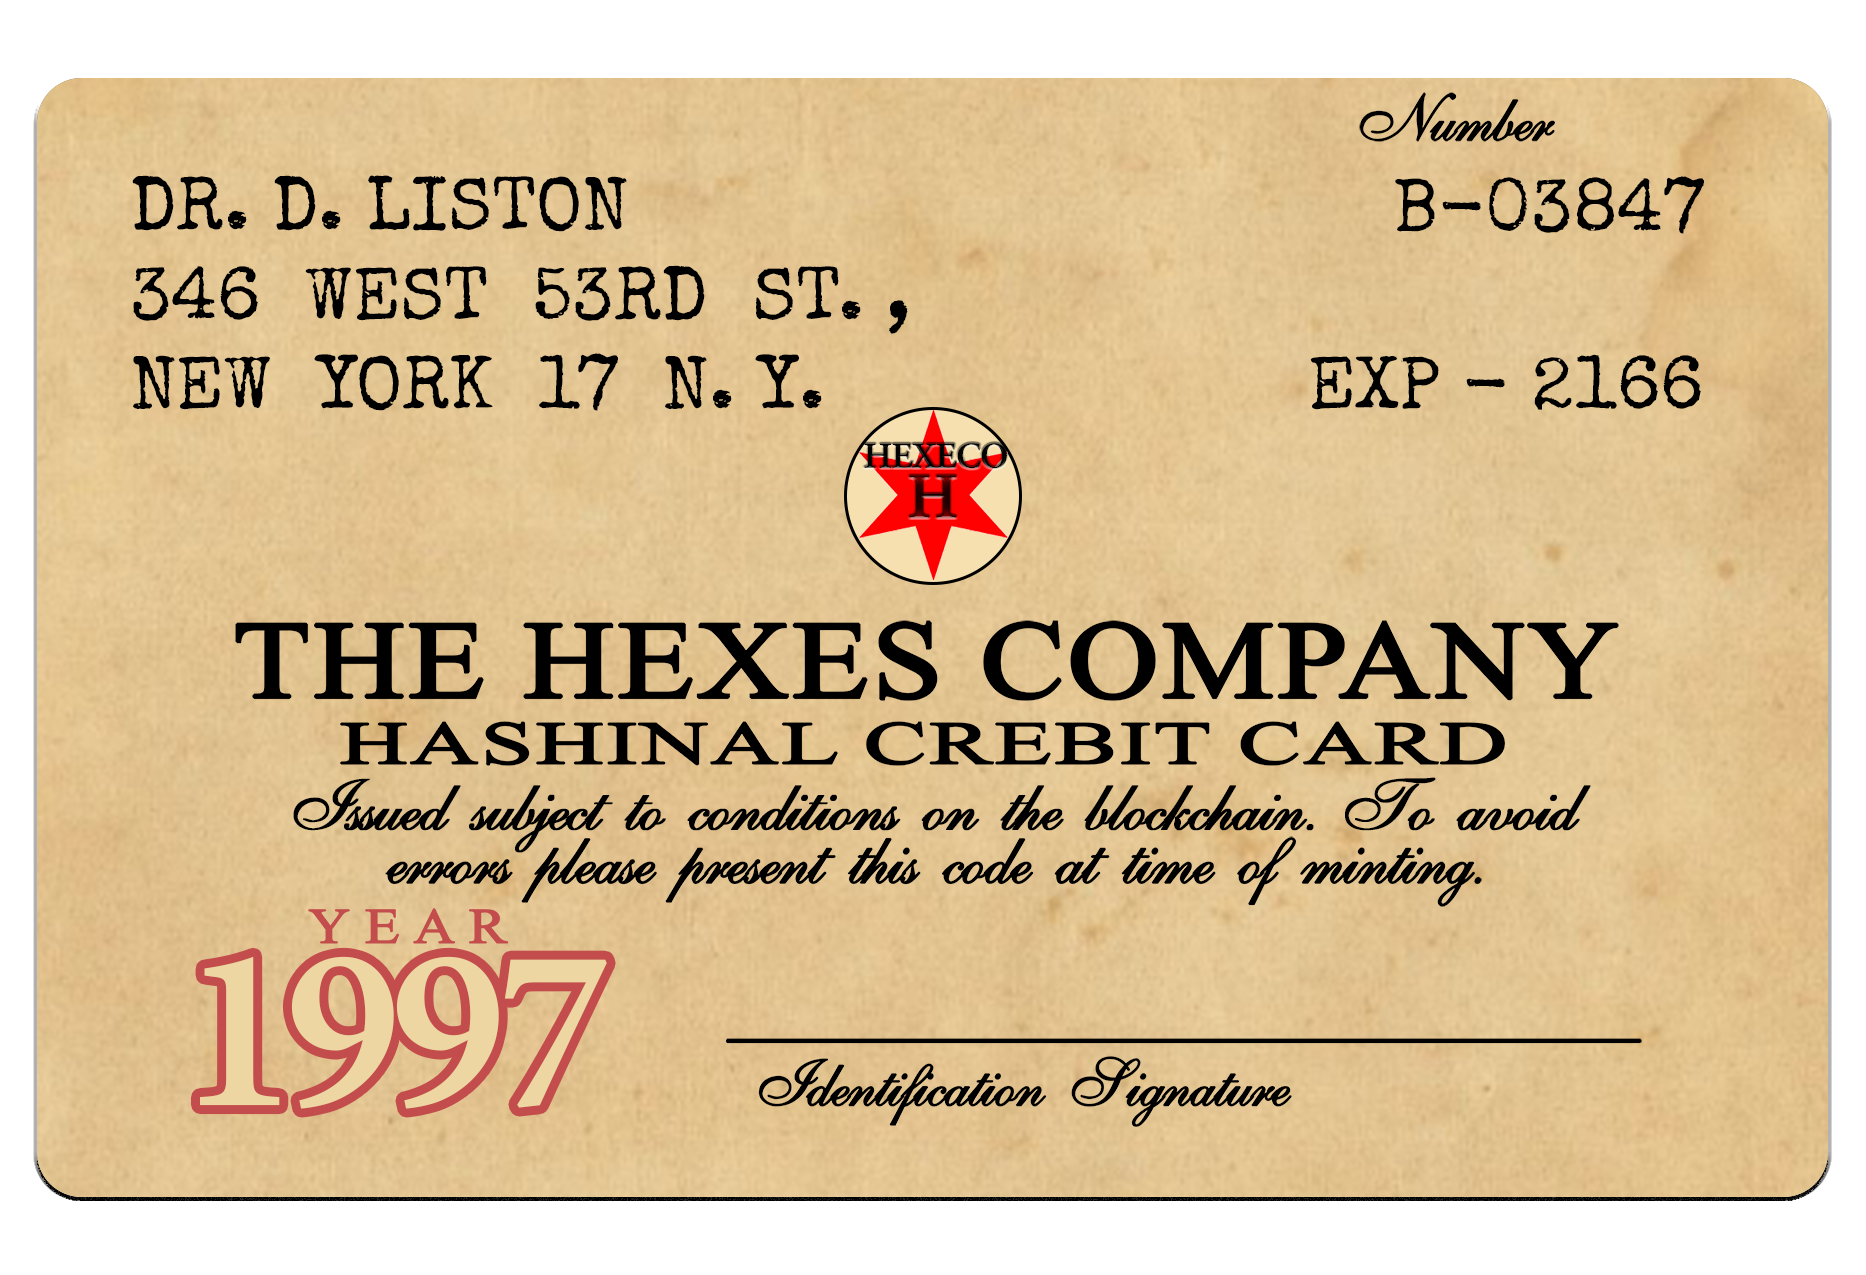 Number
DR. D. LISTON
B-03847
346 WEST 53RD ST.,
NEW YORK 17 N.Y.
EXP - 2166
HEXECO
H
THE HEXES COMPANY
HASHINAL CREBIT CARD
Issued subject to conditions on the blockchain. To avoid
errors please present this code at time of minting.
YEAR
1997
Identification Signature